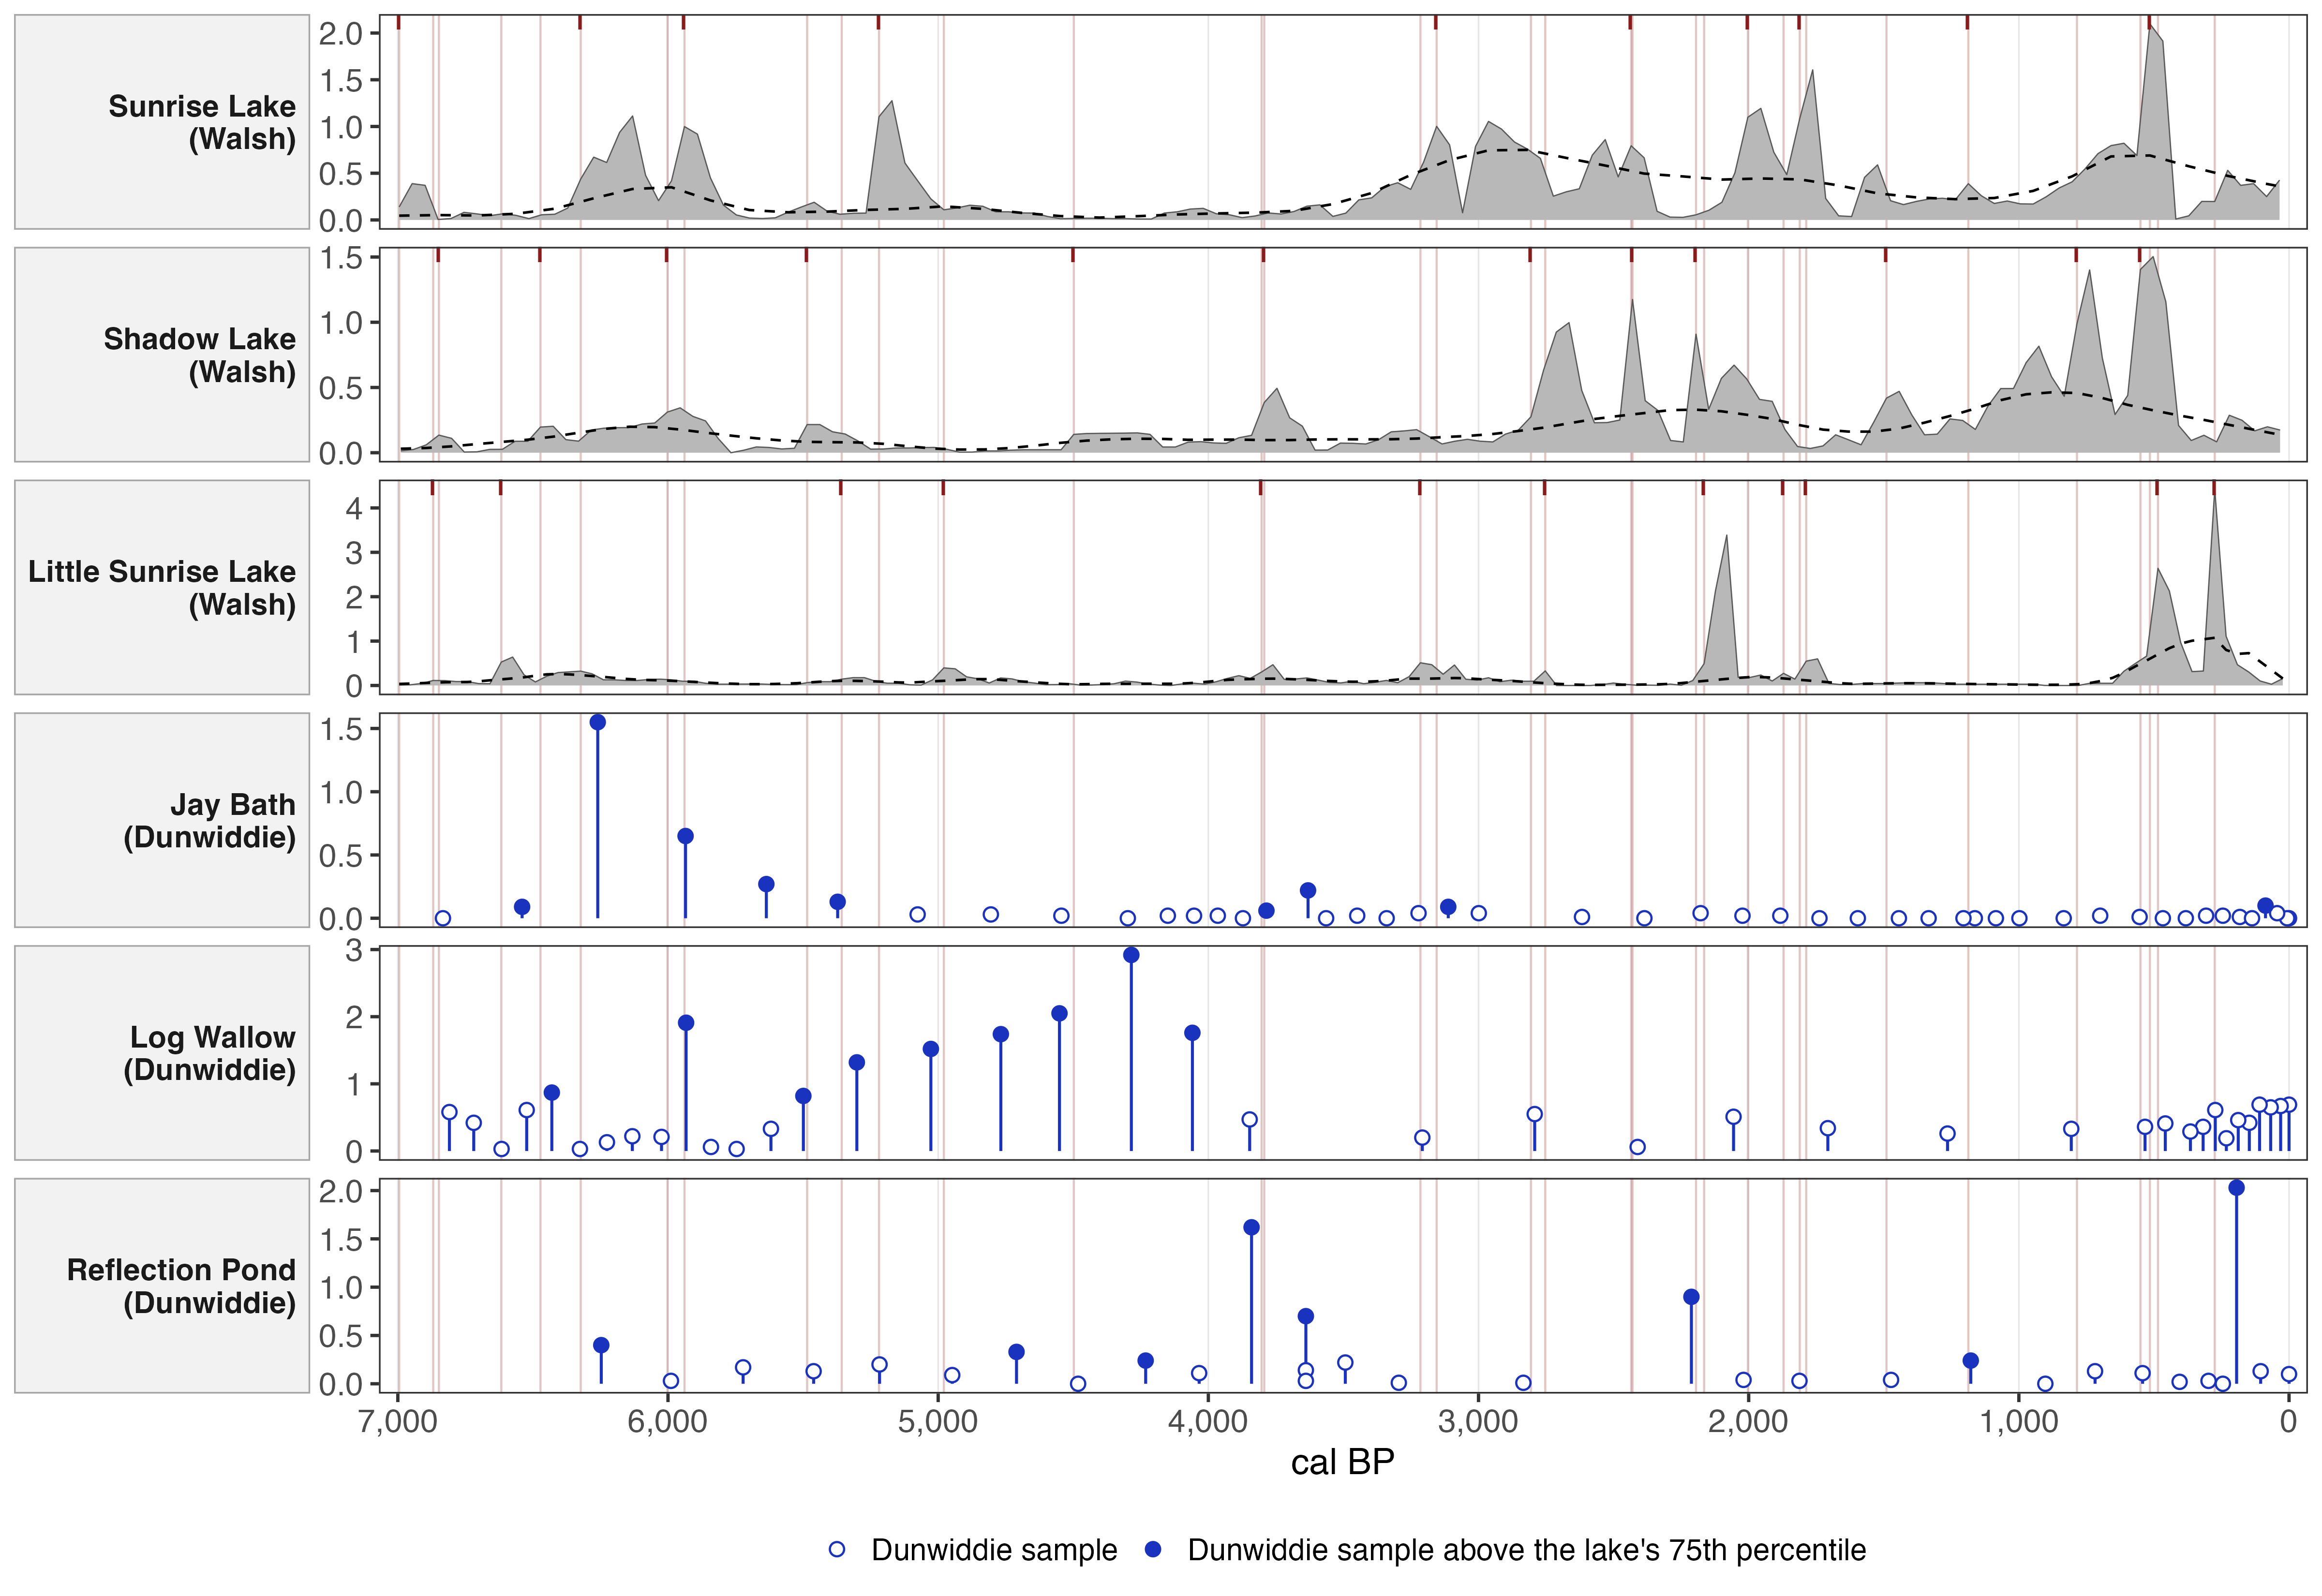 Sunrise Lake
(Walsh)
2.0
1.5
1.0
0.5
0.0
Shadow Lake
(Walsh)
1.5
1.0
0.5
0.0
Little Sunrise Lake
(Walsh)
4
3
2
1
0
Jay Bath
(Dunwiddie)
1.5
1.0
0.5
0.0
Log Wallow
(Dunwiddie)
3
2
1
0
Reflection Pond
(Dunwiddie)
2.0
1.5
1.0
0.5
0.0
7,000 6,000 5,000 4,000 3,000 2,000 1,000 0
cal BP
Dunwiddie sample Dunwiddie sample above the lake's 75th percentile